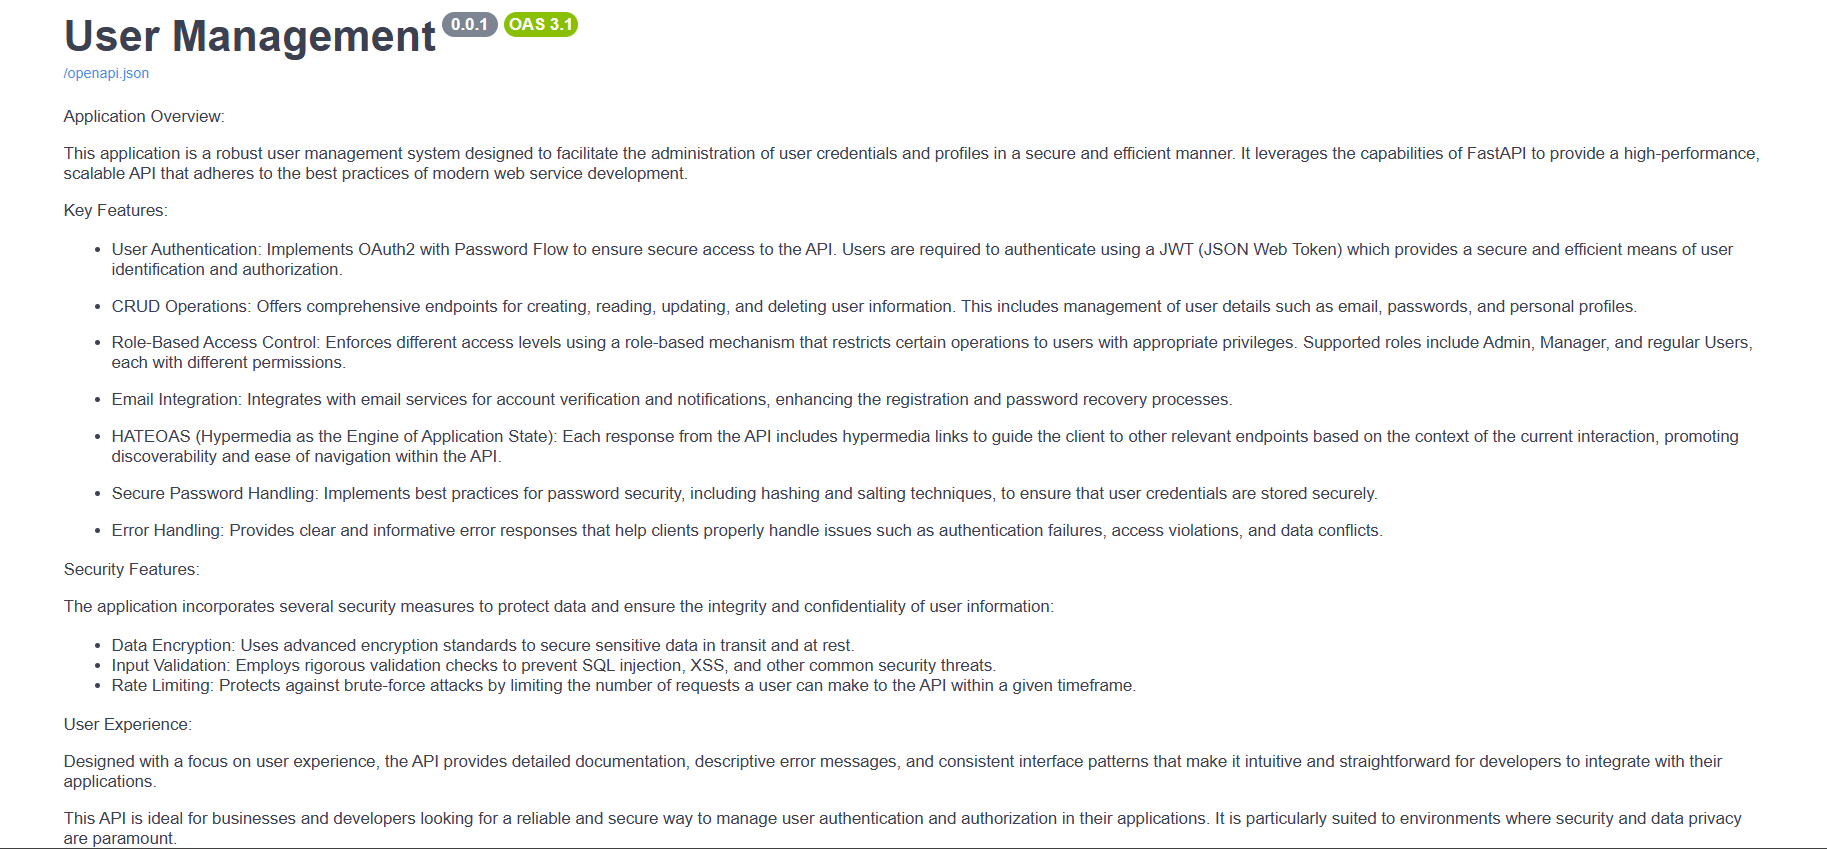 User Management 0.0.1 OAS 3.1
/openapi.json
Application Overview:
This application is a robust user management system designed to facilitate the administration of user credentials and profiles in a secure and efficient manner. It leverages the capabilities of FastAPI to provide a high-performance,
scalable API that adheres to the best practices of modern web service development.
Key Features:
• User Authentication: Implements OAuth2 with Password Flow to ensure secure access to the API. Users are required to authenticate using a JWT (JSON Web Token) which provides a secure and efficient means of user
identification and authorization.
• CRUD Operations: Offers comprehensive endpoints for creating, reading, updating, and deleting user information. This includes management of user details such as email, passwords, and personal profiles.
• Role-Based Access Control: Enforces different access levels using a role-based mechanism that restricts certain operations to users with appropriate privileges. Supported roles include Admin, Manager, and regular Users,
each with different permissions.
• Email Integration: Integrates with email services for account verification and notifications, enhancing the registration and password recovery processes.
• HATEOAS (Hypermedia as the Engine of Application State): Each response from the API includes hypermedia links to guide the client to other relevant endpoints based on the context of the current interaction, promoting
discoverability and ease of navigation within the API.
• Secure Password Handling: Implements best practices for password security, including hashing and salting techniques, to ensure that user credentials are stored securely.
• Error Handling: Provides clear and informative error responses that help clients properly handle issues such as authentication failures, access violations, and data conflicts.
Security Features:
The application incorporates several security measures to protect data and ensure the integrity and confidentiality of user information:
• Data Encryption: Uses advanced encryption standards to secure sensitive data in transit and at rest.
• Input Validation: Employs rigorous validation checks to prevent SQL injection, XSS, and other common security threats.
• Rate Limiting: Protects against brute-force attacks by limiting the number of requests a user can make to the API within a given timeframe.
User Experience:
Designed with a focus on user experience, the API provides detailed documentation, descriptive error messages, and consistent interface patterns that make it intuitive and straightforward for developers to integrate with their
applications.
This API is ideal for businesses and developers looking for a reliable and secure way to manage user authentication and authorization in their applications. It is particularly suited to environments where security and data privacy
are paramount.